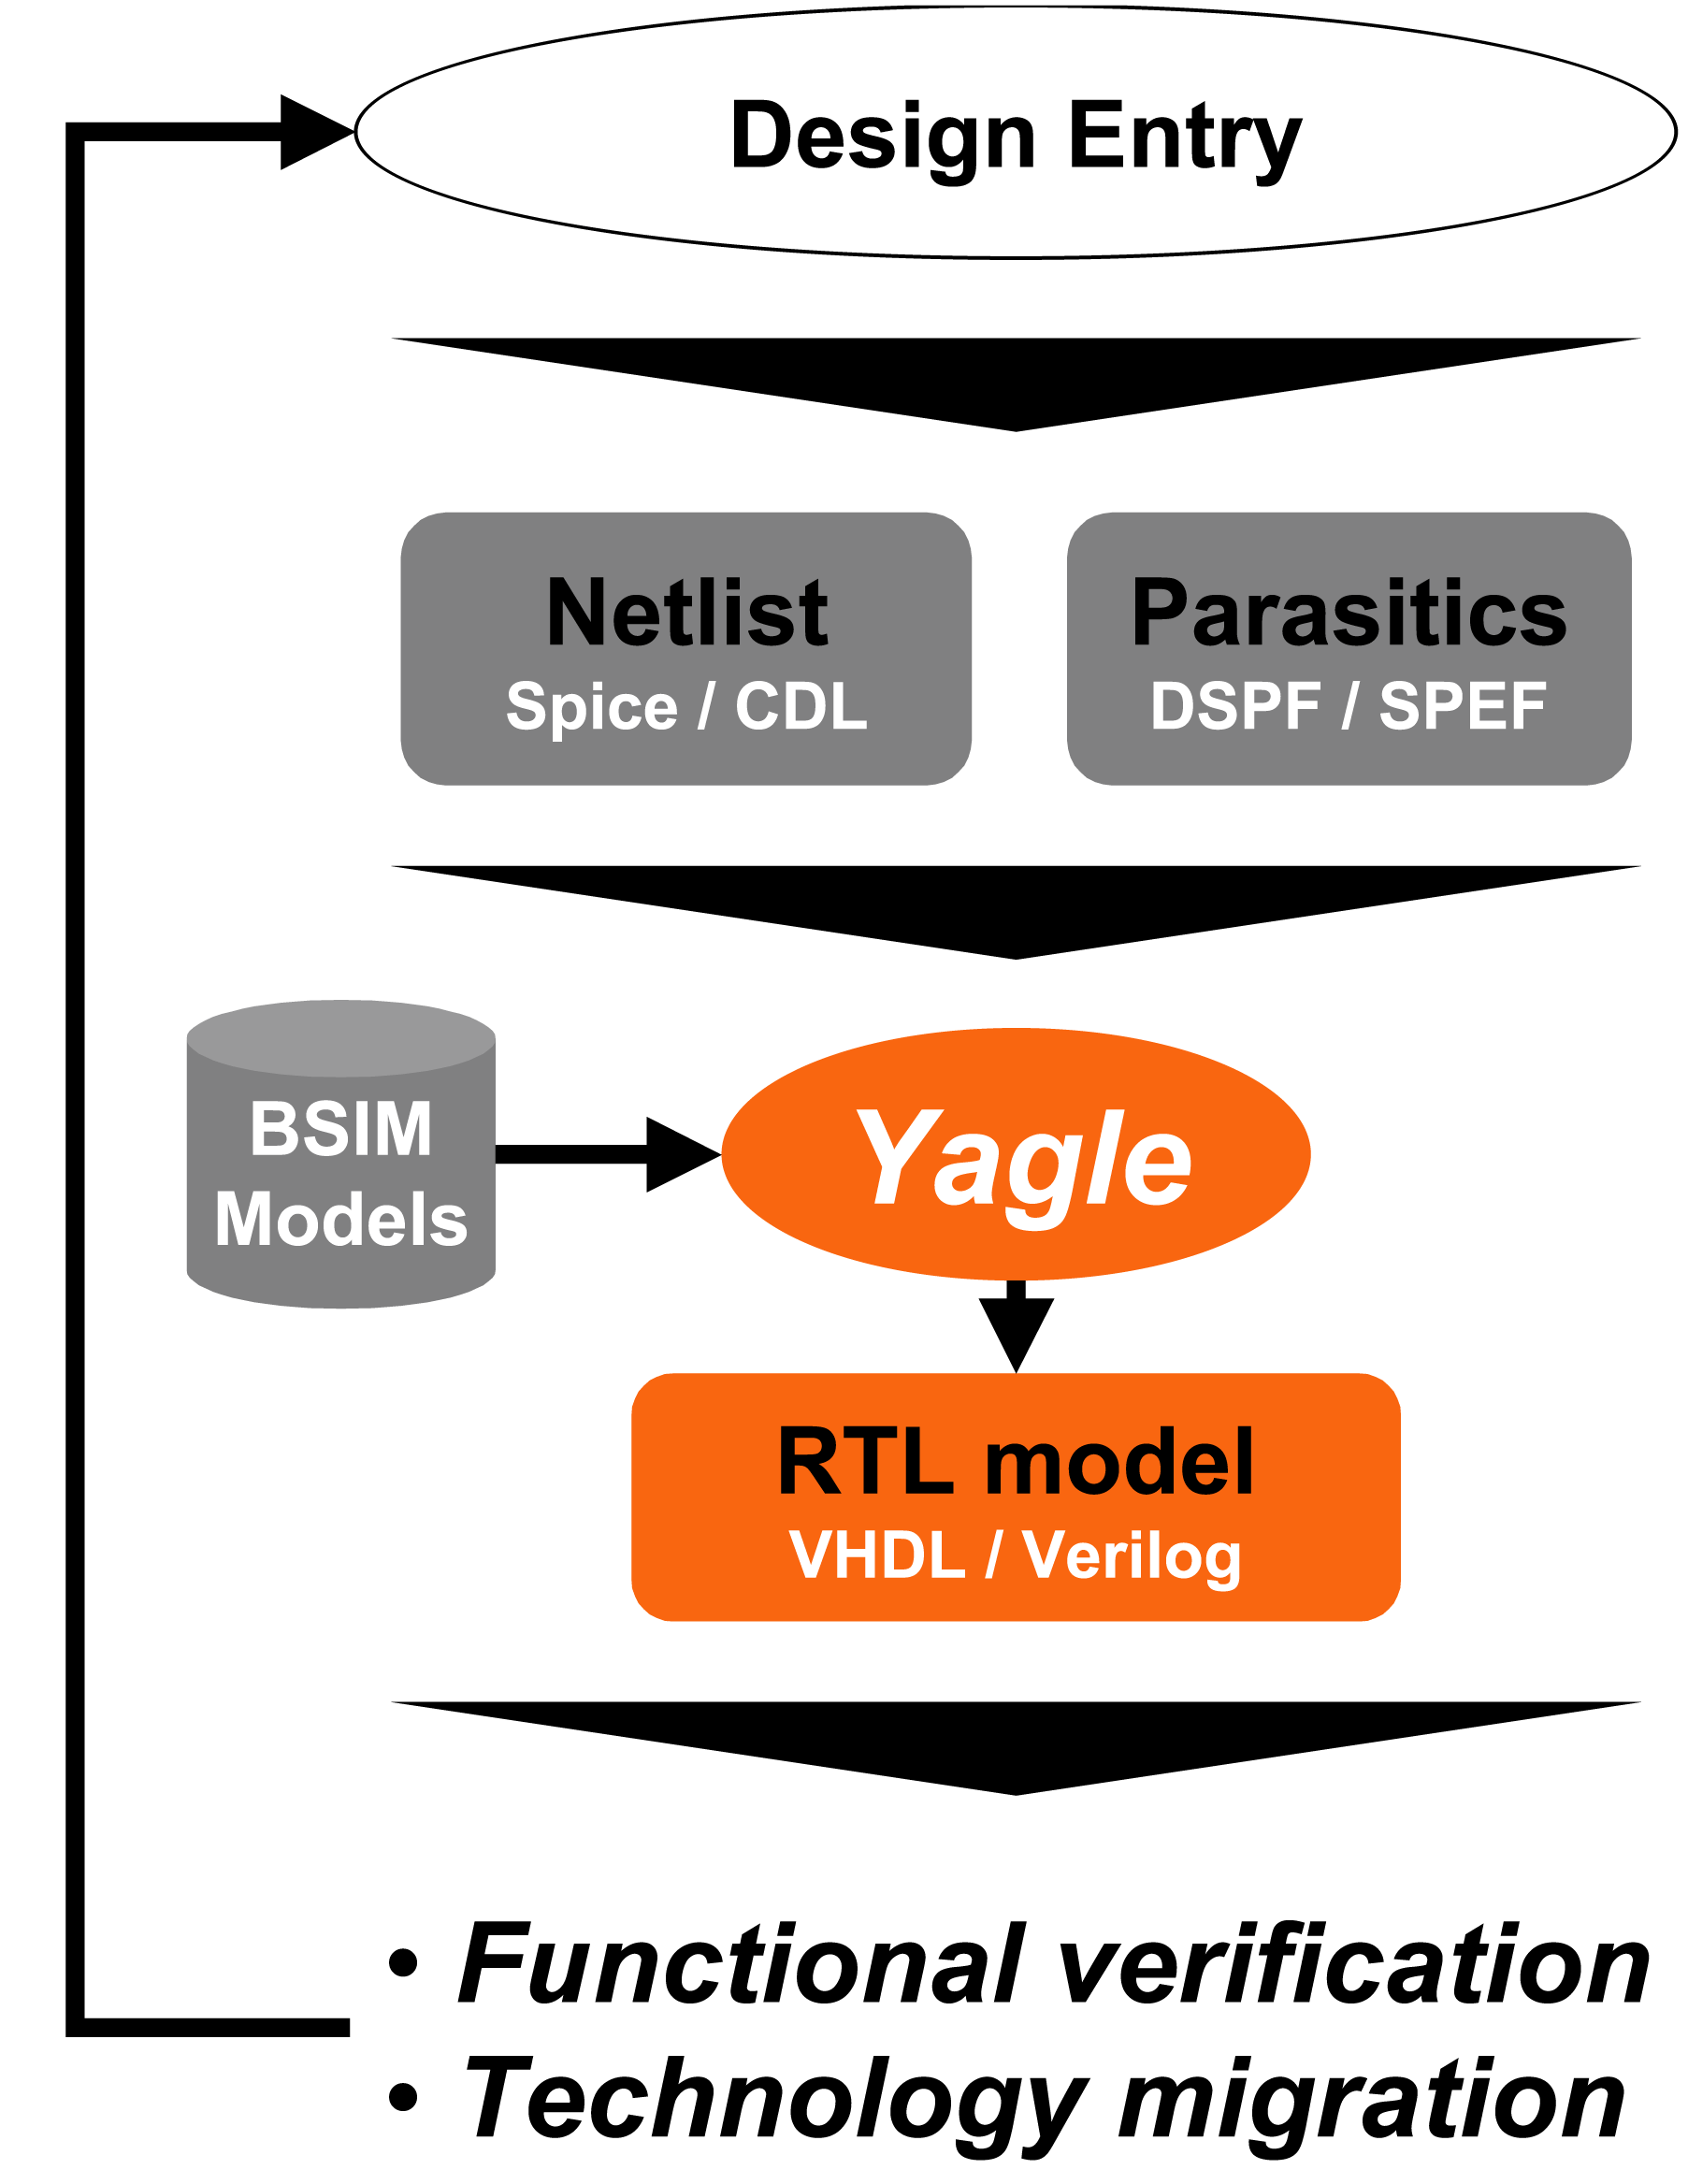 Design Entry
Netlist
Spice / CDL
Parasitics
DSPF / SPEF
BSIM
Models
Yagle
RTL model
VHDL / Verilog
• Functional verification
• Technology migration